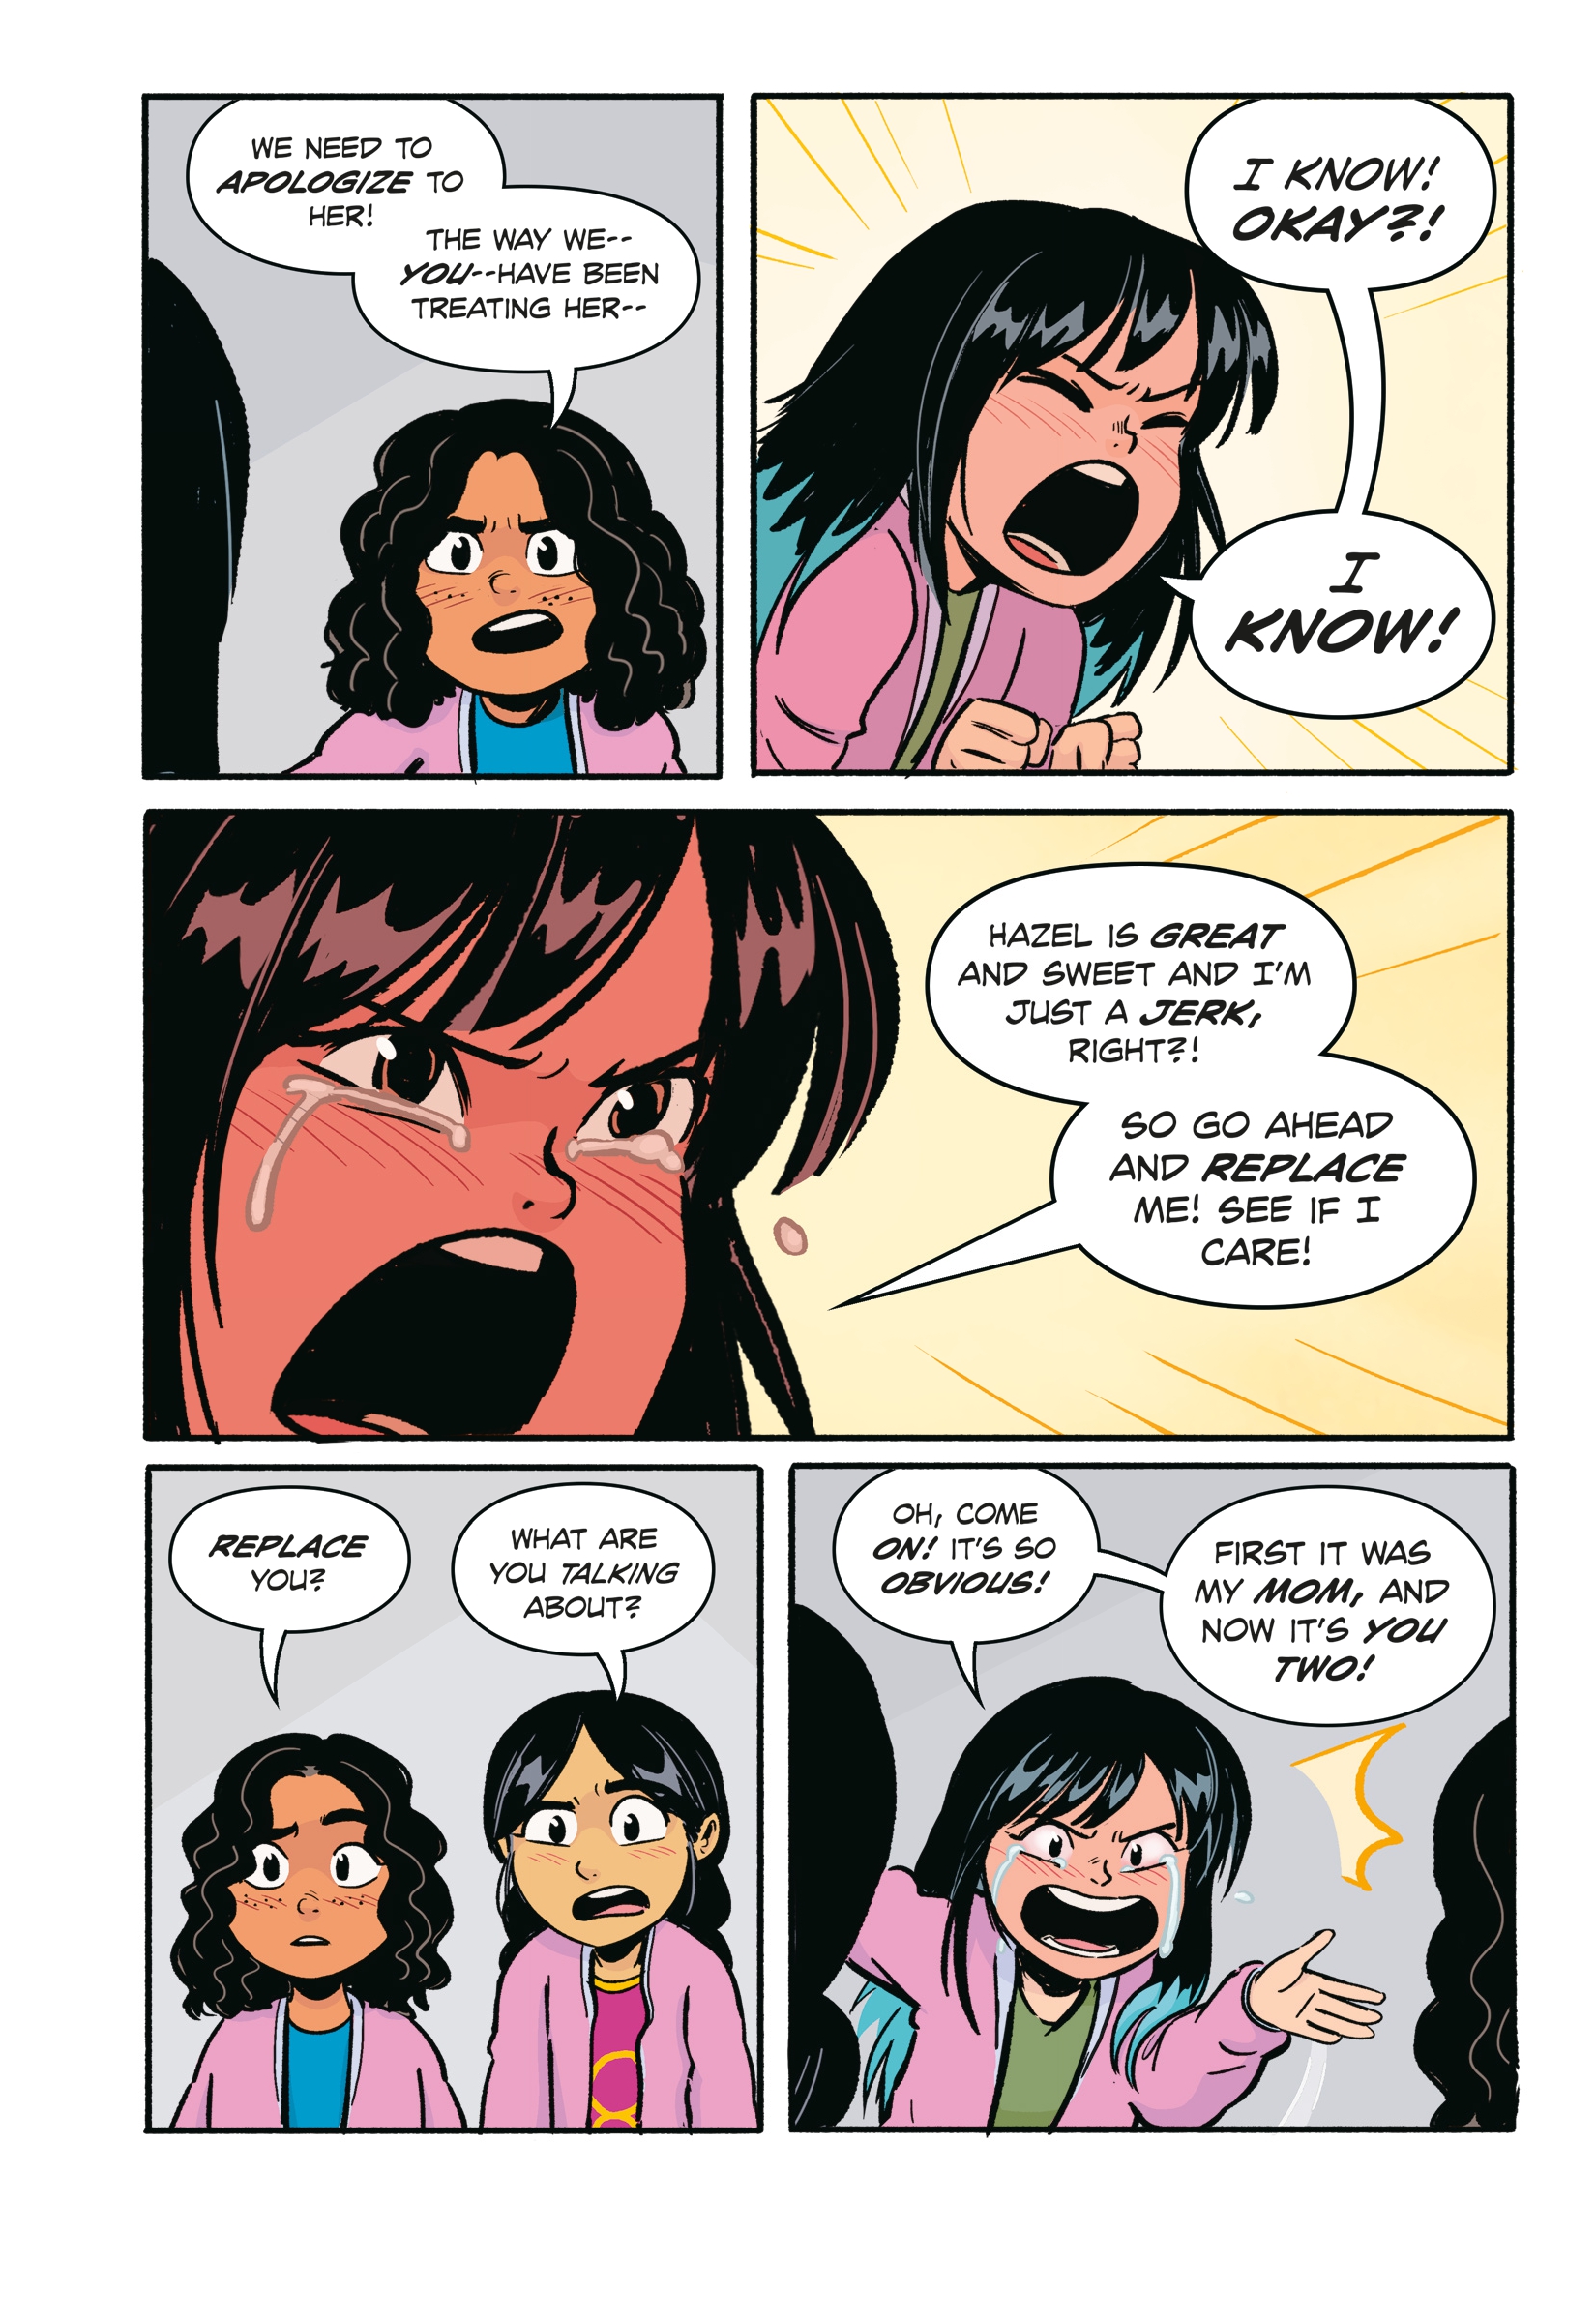 WE NEED TO
APOLOGIZE TO
HER!
THE WAY WE--
YOU--HAVE BEEN
TREATING HER--
I KNOW!
OKAY?!
I
KNOW!
HAZEL IS GREAT
AND SWEET AND I'M
JUST A JERK,
RIGHT?!
SO GO AHEAD
AND REPLACE
ME! SEE IF I
CARE!
REPLACE
YOU?
WHAT ARE
YOU TALKING
ABOUT?
OH, COME
ON! IT'S SO
OBVIOUS!
FIRST IT WAS
MY MOM, AND
NOW IT'S YOU
TWO!